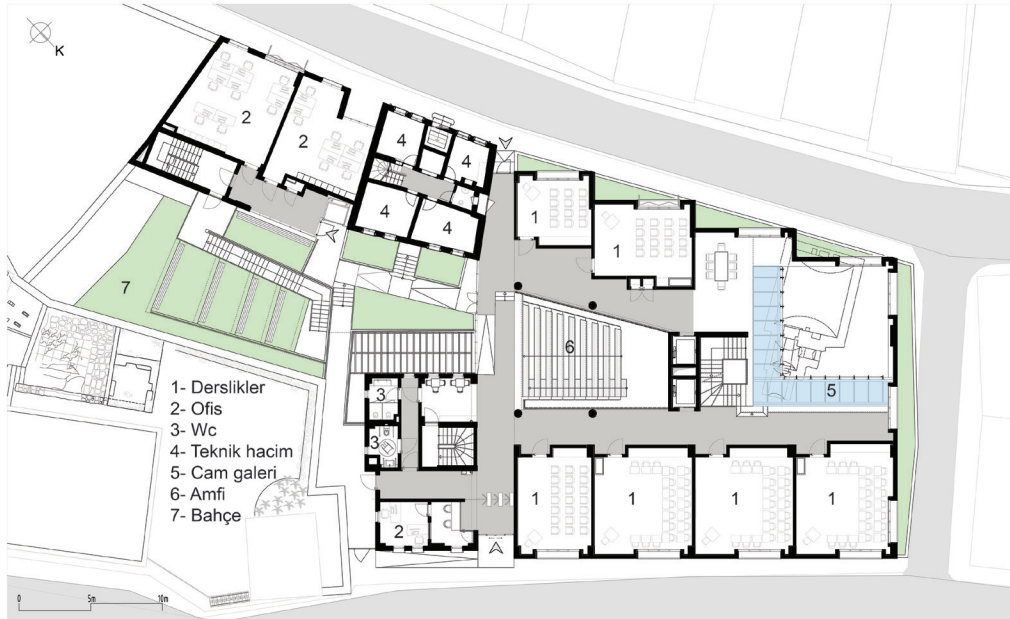 K
2
2
4
4
4
4
1
1
6
5
7
3
3
2
1
1
1
1
1- Derslikler
2- Ofis
3- Wc
4- Teknik hacim
5- Cam galeri
6- Amfi
7- Bahçe
0 5m 10m